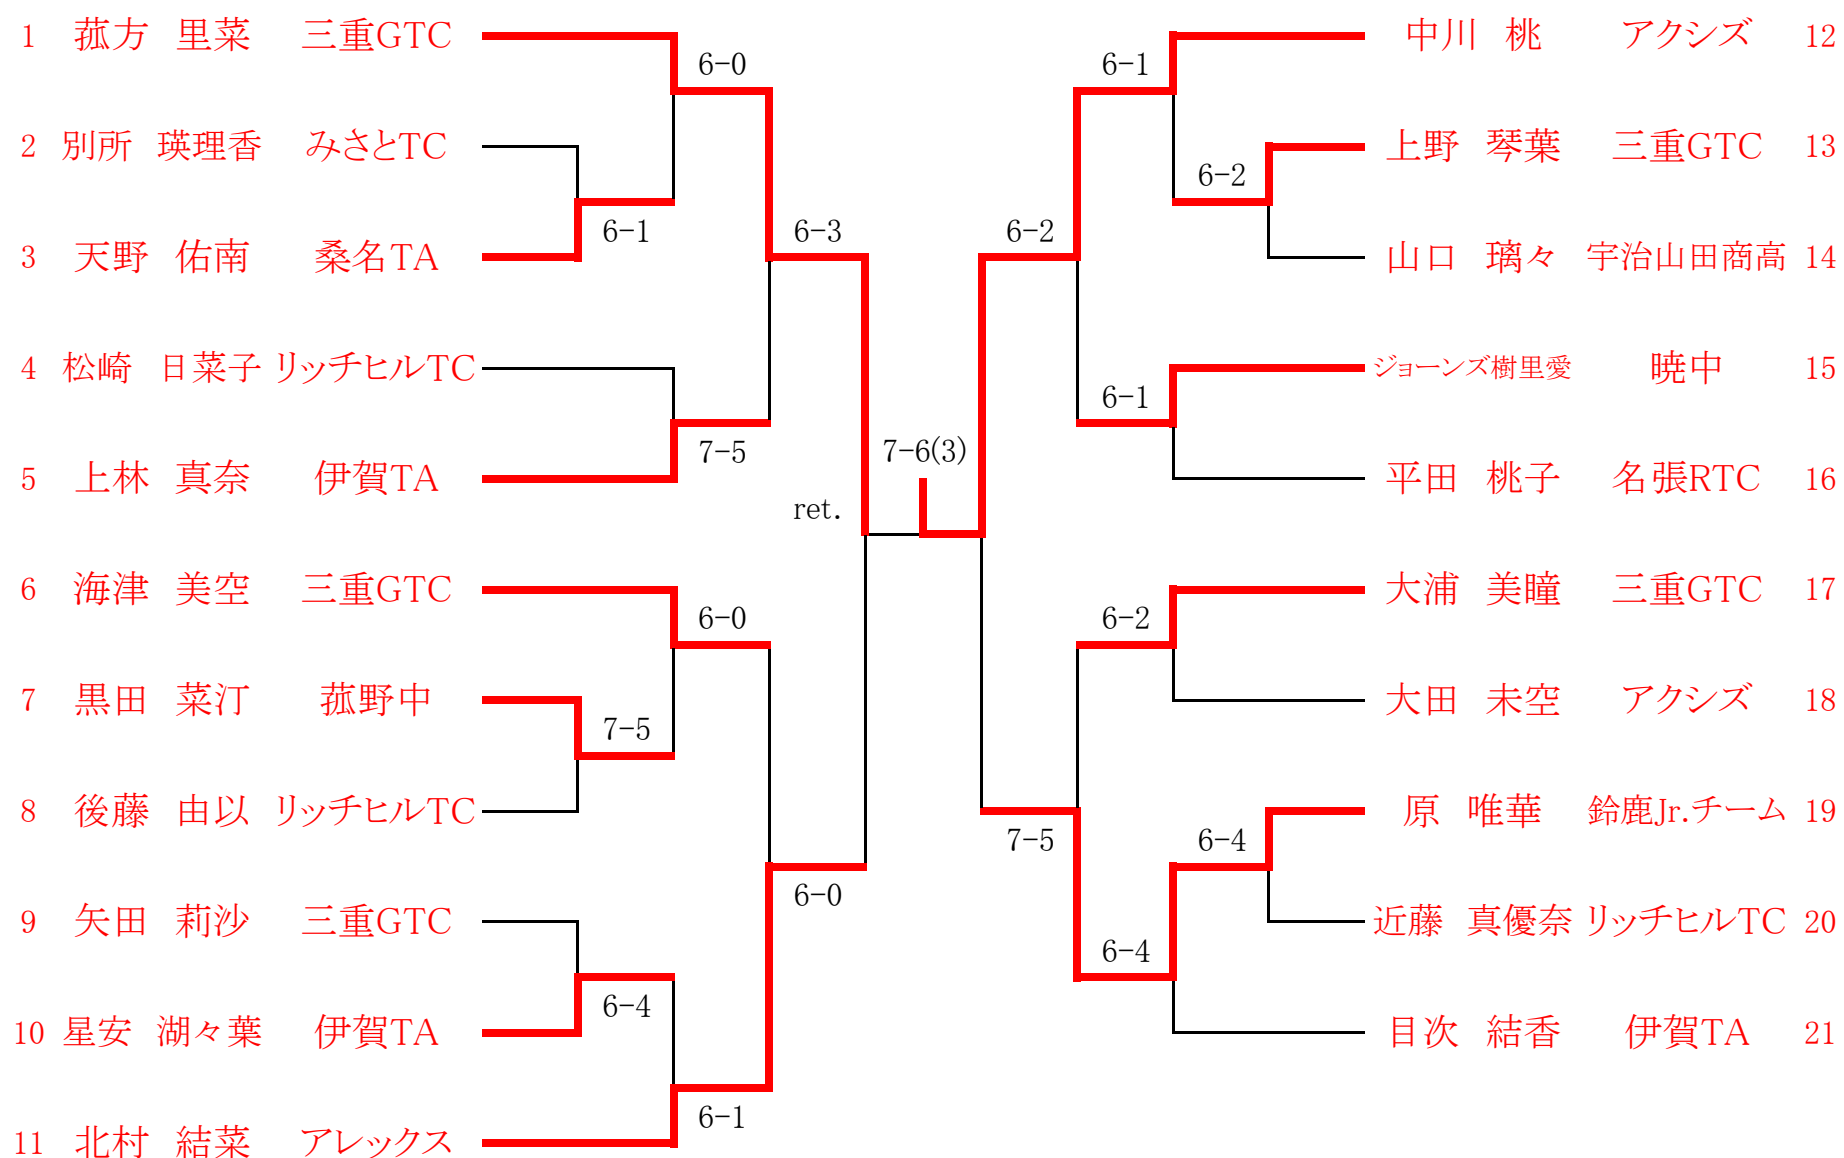 1 菰方 里菜 三重GTC
2 別所 瑛理香 みさとTC
3 天野 佑南 桑名TA
4 松崎 日菜子 リッチヒルTC
5 上林 真奈 伊賀TA
6 海津 美空 三重GTC
7 黒田 菜汀 菰野中
8 後藤 由以 リッチヒルTC
9 矢田 莉沙 三重GTC
10 星安 湖々葉 伊賀TA
11 北村 結菜 アレックス
6-0
6-1
6-3
7-5
ret.
6-0
7-5
6-0
6-4
6-1
7-6(3)
6-1
6-2
6-2
6-1
6-2
7-5
6-4
6-4
中川 桃 アクシズ 12
上野 琴葉 三重GTC 13
山口 璃々 宇治山田商高 14
ジョーンズ樹里愛 暁中 15
平田 桃子 名張RTC 16
大浦 美瞳 三重GTC 17
大田 未空 アクシズ 18
原 唯華 鈴鹿Jr.チーム 19
近藤 真優奈 リッチヒルTC 20
目次 結香 伊賀TA 21